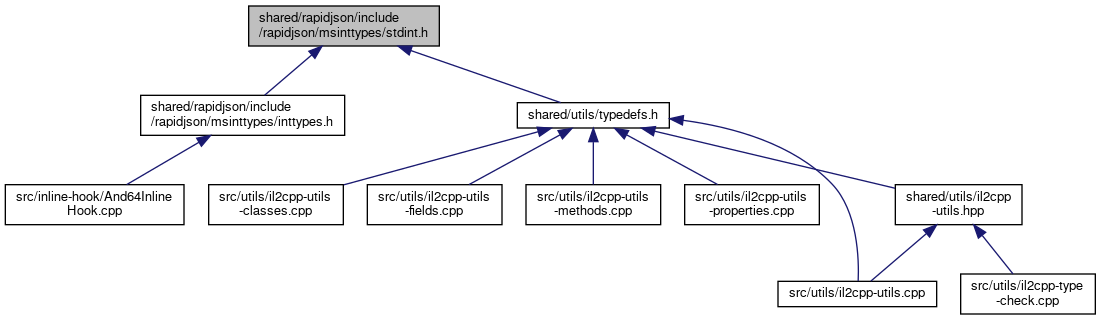 shared/rapidjson/include
/rapidjson/msinttypes/stdint.h
shared/rapidjson/include
/rapidjson/msinttypes/inttypes.h
shared/utils/typedefs.h
src/inline-hook/And64Inline
Hook.cpp
src/utils/il2cpp-utils
-classes.cpp
src/utils/il2cpp-utils
-fields.cpp
src/utils/il2cpp-utils
-methods.cpp
src/utils/il2cpp-utils
-properties.cpp
shared/utils/il2cpp
-utils.hpp
src/utils/il2cpp-utils.cpp
src/utils/il2cpp-type
-check.cpp